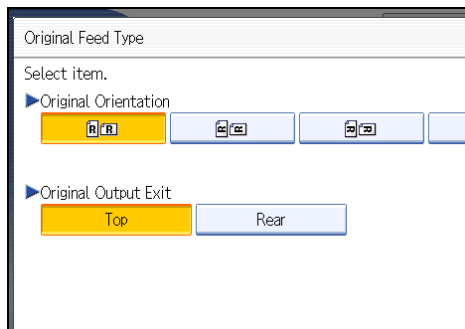 Original Feed Type
Select item.
Original Orientation
R R R R R R
Original Output Exit
Top Rear